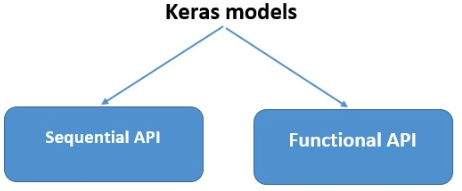 Keras models
Sequential API
Functional API